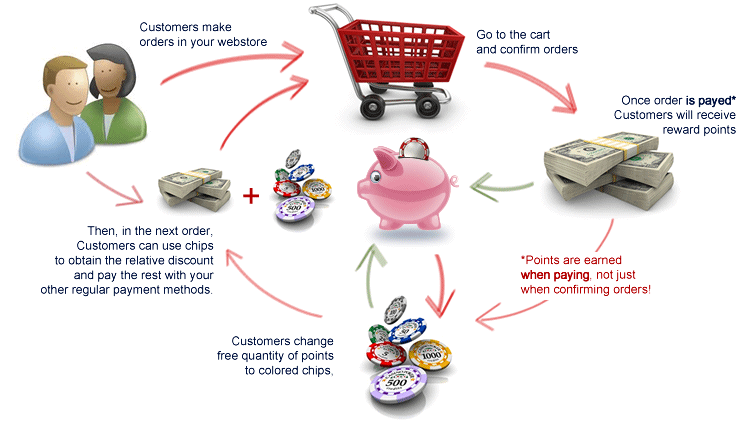 Customers make
orders in your webstore
Go to the cart
and confirm orders
Once order is payed*
Customers will receive
reward points
Then, in the next order,
Customers can use chips
to obtain the relative discount
and pay the rest with your
other regular payment methods.
+
*Points are earned
when paying, not just
when confirming orders!
Customers change
free quantity of points
to colored chips,
500
1000
50
5
1000
500